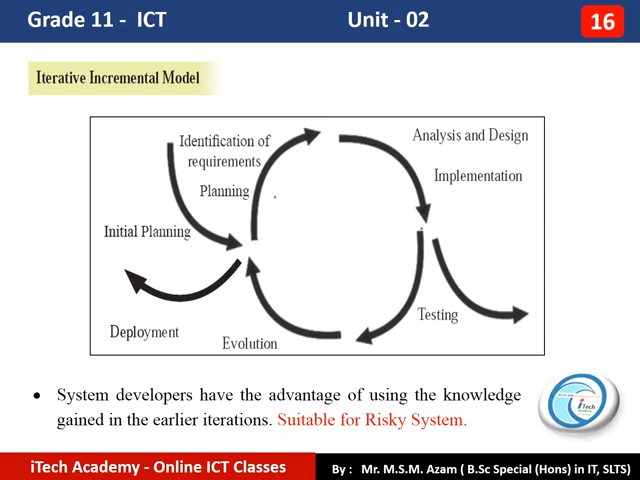 Grade 11 - ICT
Unit - 02
16
Iterative Incremental Model
Identification of
requirements
Planning
Analysis and Design
Implementation
Initial Planning
Deployment
Evolution
Testing
• System developers have the advantage of using the knowledge
gained in the earlier iterations. Suitable for Risky System.
iTech
Academy
iTech Academy - Online ICT Classes
By : Mr. M.S.M. Azam ( B.Sc Special (Hons) in IT, SLTS)